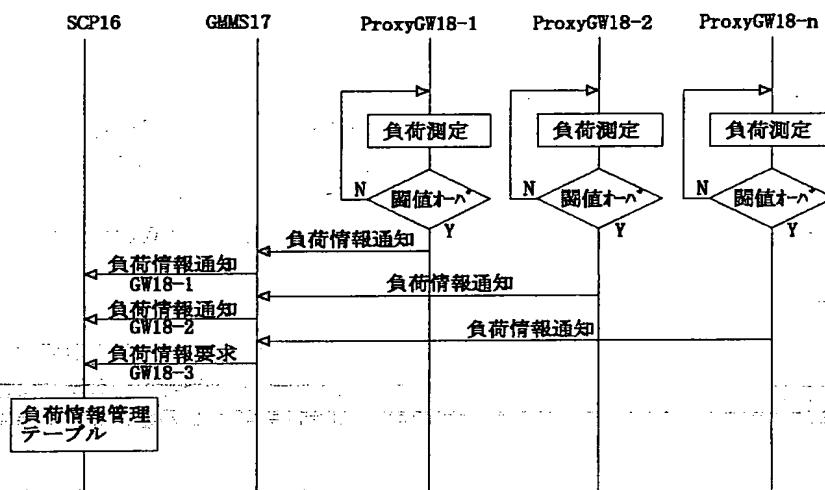 SCP16 GMMS17 ProxyGW18-1 ProxyGW18-2 ProxyGW18-n
負荷測定 負荷測定 負荷測定
N 閾値オーバ N 閾値オーバ N 閾値オーバ
Y Y Y
負荷情報通知
負荷情報通知
GW18-1
負荷情報通知
負荷情報通知
GW18-2
負荷情報通知
負荷情報要求
GW18-3
負荷情報管理
テーブル